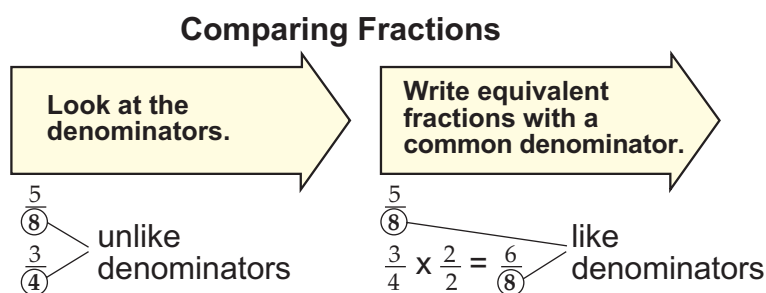 Comparing Fractions
Look at the
denominators.
5/8
3/4
unlike
denominators
Write equivalent
fractions with a
common denominator.
5/8
3/4 x 2/2 = 6/8
like
denominators